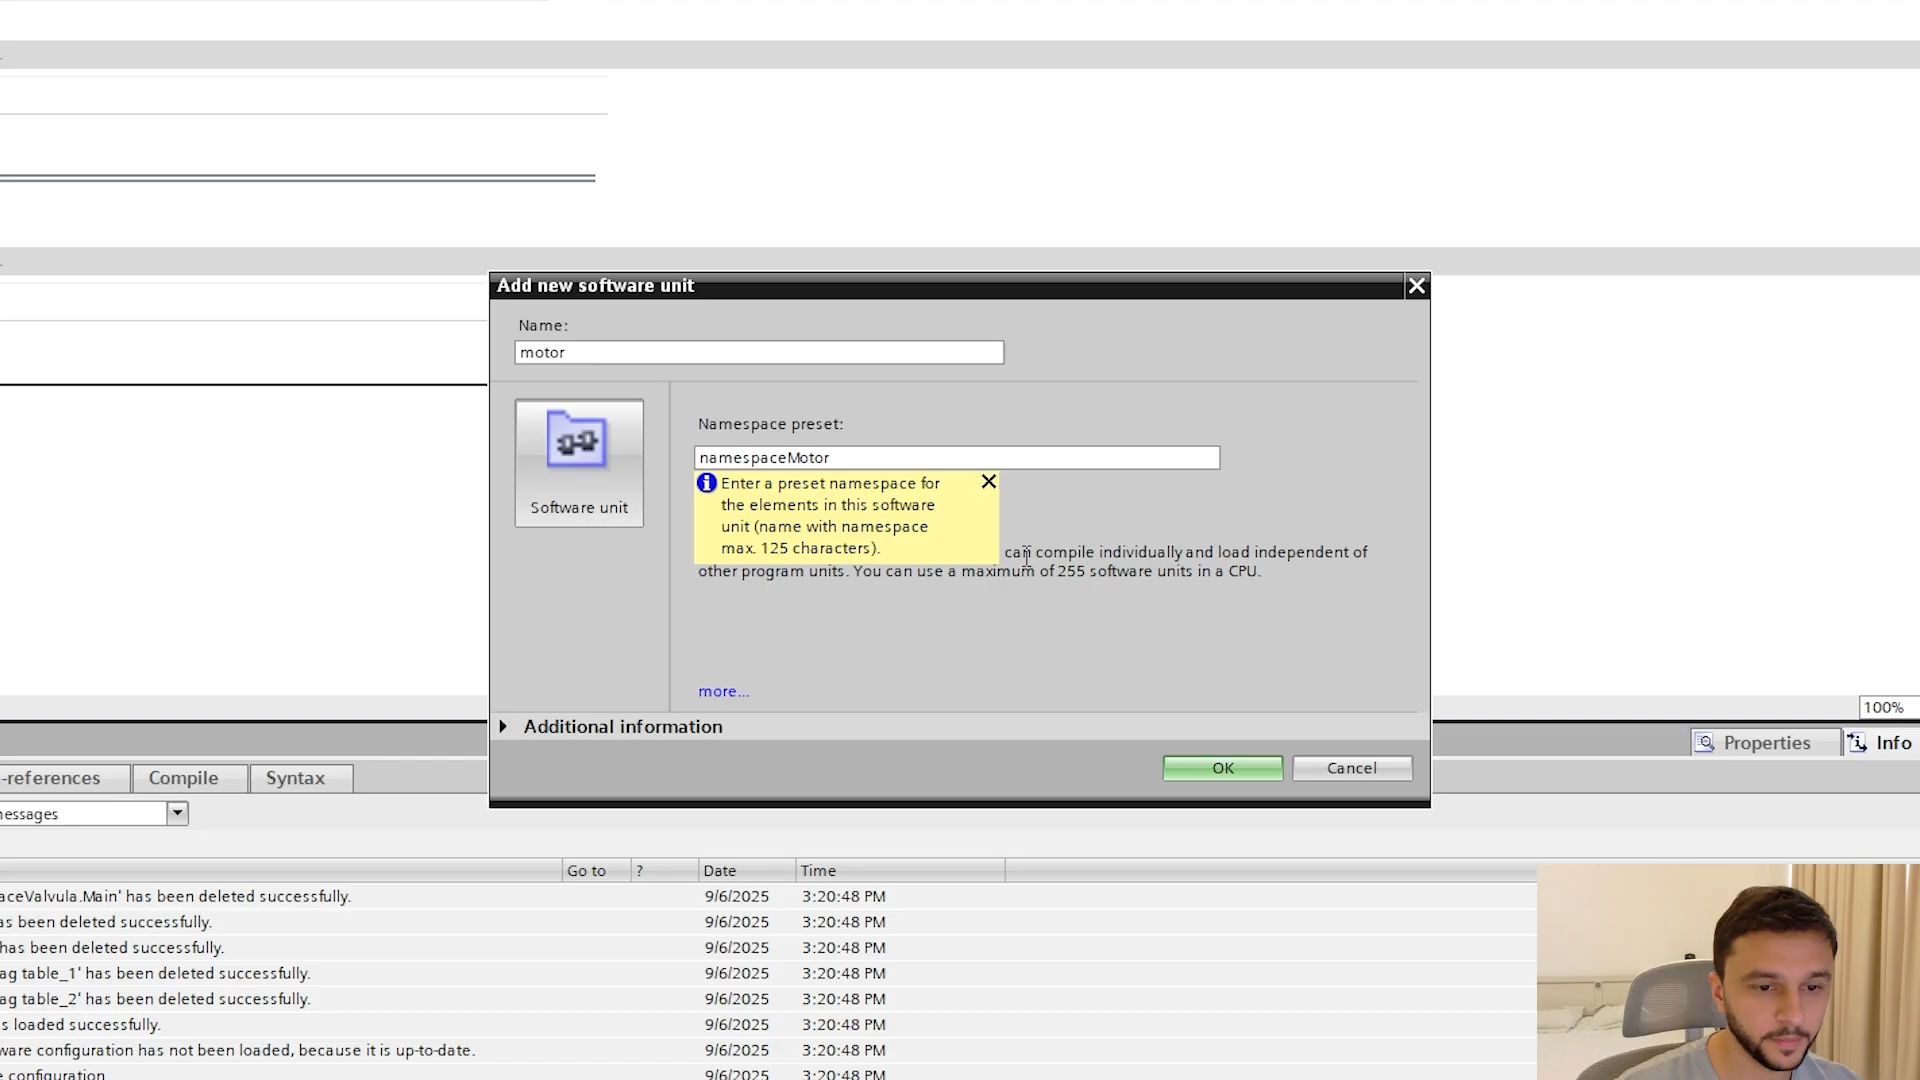 Add new software unit
Name:
motor
Software unit
Namespace preset:
namespaceMotor
Enter a preset namespace for
the elements in this software
unit (name with namespace
max. 125 characters).
can compile individually and load independent of
other program units. You can use a maximum of 255 software units in a CPU.
more...
Additional information
OK
Cancel
100%
Properties
Info
-references
Compile
Syntax
messages
Go to
?
Date
Time
aceValvula.Main' has been deleted successfully. 9/6/2025 3:20:48 PM
as been deleted successfully. 9/6/2025 3:20:48 PM
has been deleted successfully. 9/6/2025 3:20:48 PM
ag table_1' has been deleted successfully. 9/6/2025 3:20:48 PM
ag table_2' has been deleted successfully. 9/6/2025 3:20:48 PM
s loaded successfully. 9/6/2025 3:20:48 PM
ware configuration has not been loaded, because it is up-to-date. 9/6/2025 3:20:48 PM
e configuration 9/6/2025 3:20:48 PM